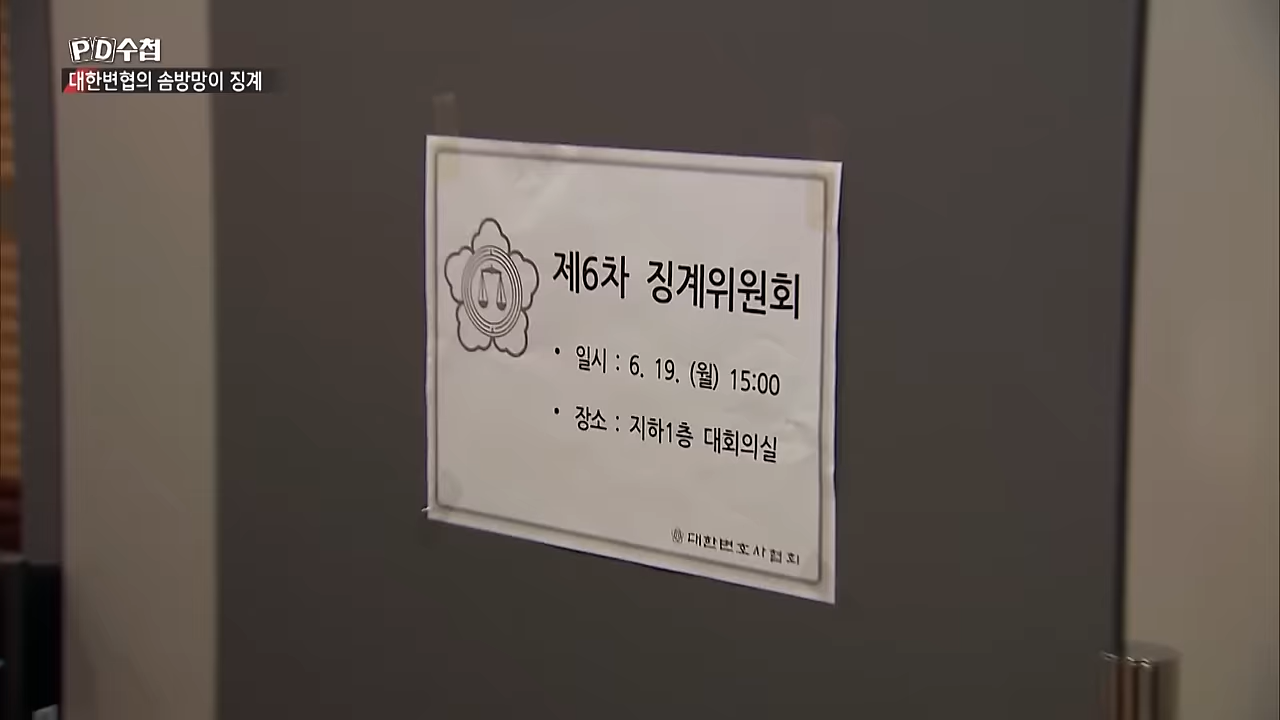 PD수첩
대한변협의 솜방망이 징계
제6차 징계위원회
• 일시 : 6. 19. (월) 15:00
• 장소 : 지하1층 대회의실
대한변호사협회